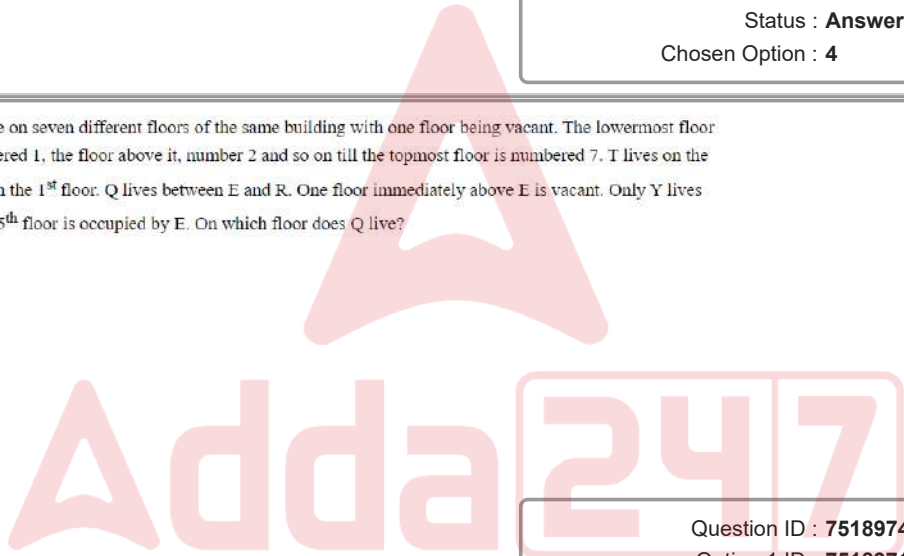 Status : Answer
Chosen Option : 4
e on seven different floors of the same building with one floor being vacant. The lowermost floor
ered 1, the floor above it, number 2 and so on till the topmost floor is numbered 7. T lives on the
n the 1st floor. Q lives between E and R. One floor immediately above E is vacant. Only Y lives
5th floor is occupied by E. On which floor does Q live?
Adda247
Question ID : 7518974